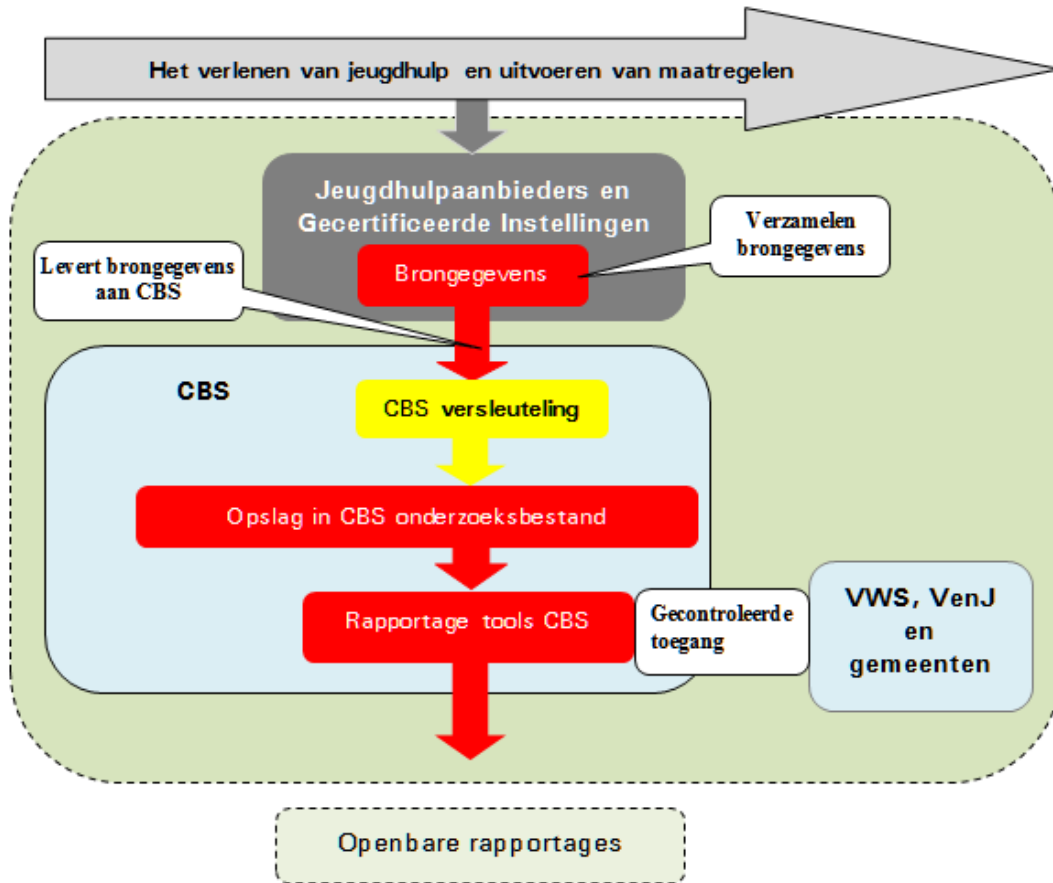 Het verlenen van jeugdhulp en uitvoeren van maatregelen
Jeugdhulpaanbieders en
Gecertificeerde Instellingen
Verzamelen
brongegevens
Levert brongegevens
aan CBS
Brongegevens
CBS
CBS versleuteling
Opslag in CBS onderzoeksbestand
Rapportage tools CBS
Gecontroleerde
toegang
VWS, VenJ
en
gemeenten
Openbare rapportages